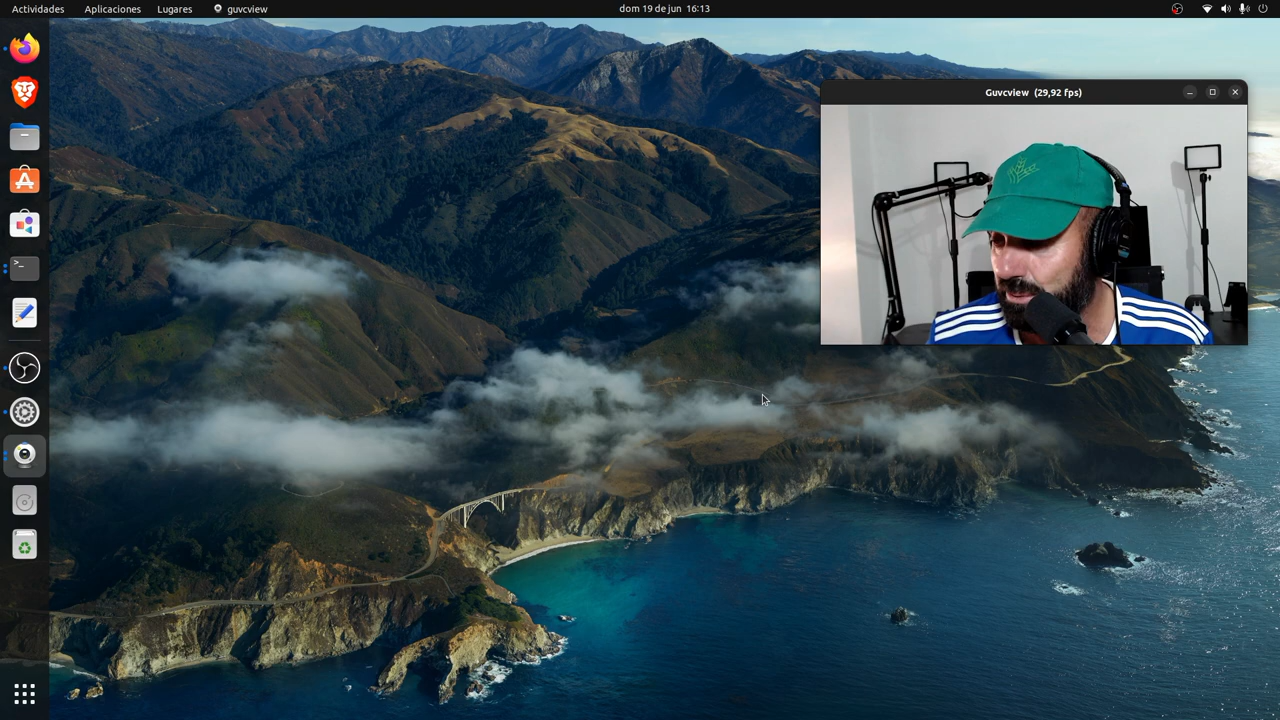 Actividades
Aplicaciones
Lugares
guvcview
dom 19 de jun 16:13
Guvcview (29,92 fps)